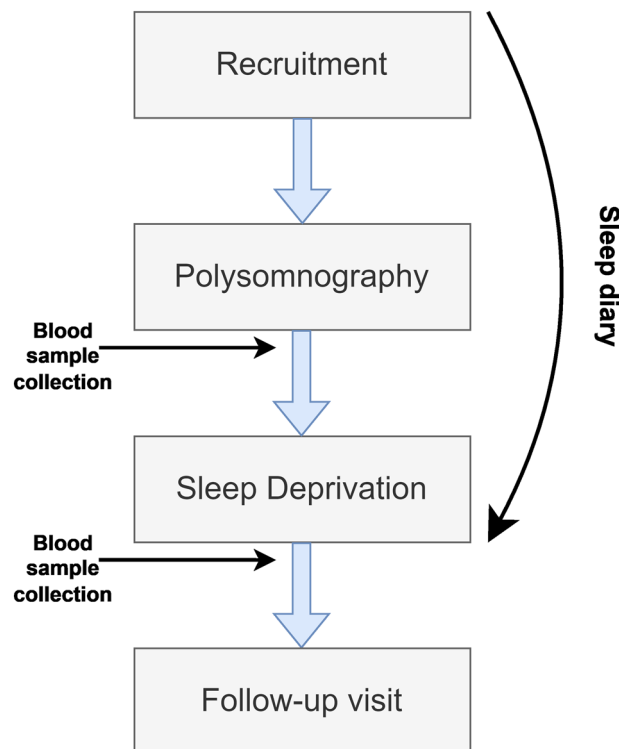 Recruitment
Polysomnography
Blood
sample
collection
Sleep Deprivation
Blood
sample
collection
Follow-up visit
Sleep diary